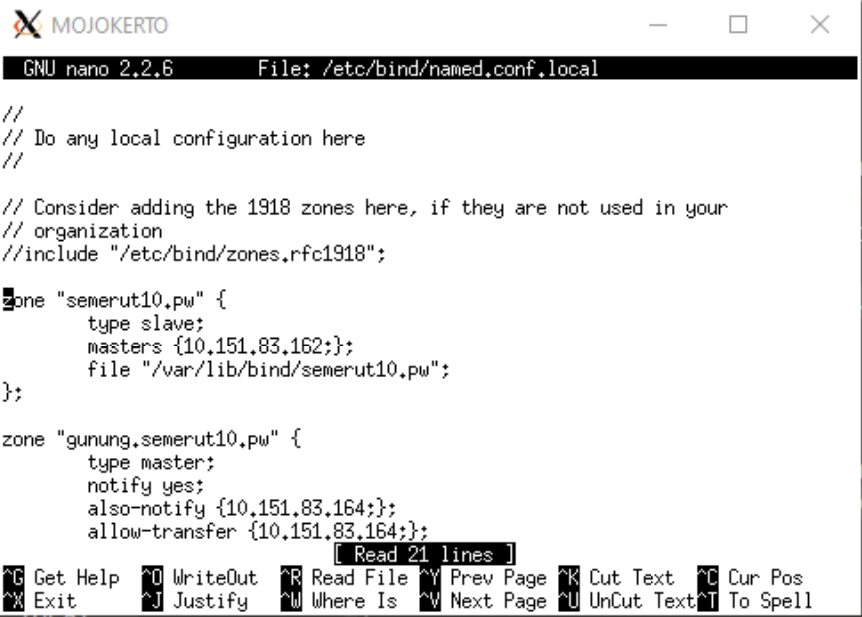 MOJOKERTO
GNU nano 2.2.6 File: /etc/bind/named.conf.local
//
// Do any local configuration here
//
// Consider adding the 1918 zones here, if they are not used in your
// organization
//include "/etc/bind/zones.rfc1918";
zone "semerut10.pw" {
type slave;
masters {10.151.83.162;};
file "/var/lib/bind/semerut10.pw";
};
zone "gunung.semerut10.pw" {
type master;
notify yes;
also-notify {10.151.83.164;};
allow-transfer {10.151.83.164;};
[ Read 21 lines ]
^G Get Help ^O WriteOut ^R Read File ^Y Prev Page ^K Cut Text ^C Cur Pos
^X Exit ^J Justify ^W Where Is ^V Next Page ^U UnCut Text ^T To Spell